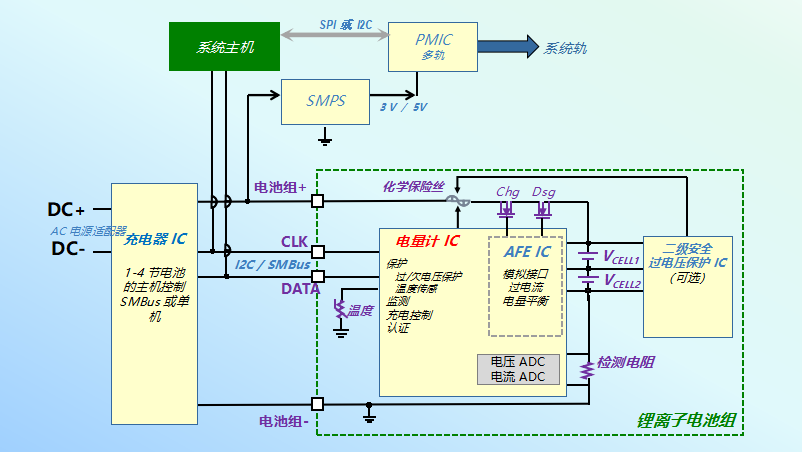 SPI 或 I2C
系统主机
PMIC
多轨
系统轨
SMPS
3 V / 5V
电池组+
化学保险丝
Chg
Dsg
DC+
AC 电源适配器
DC-
充电器 IC
1-4 节电池
的主机控制
SMBus 或单
机
CLK
I2C / SMBus
DATA
温度
电量计 IC
保护
过/欠电压保护
温度传感
监测
充电控制
认证
AFE IC
模拟接口
过电流
电量平衡
电压 ADC
电流 ADC
VCELL1
VCELL2
二级安全
过电压保护 IC
(可选)
检测电阻
电池组-
锂离子电池组